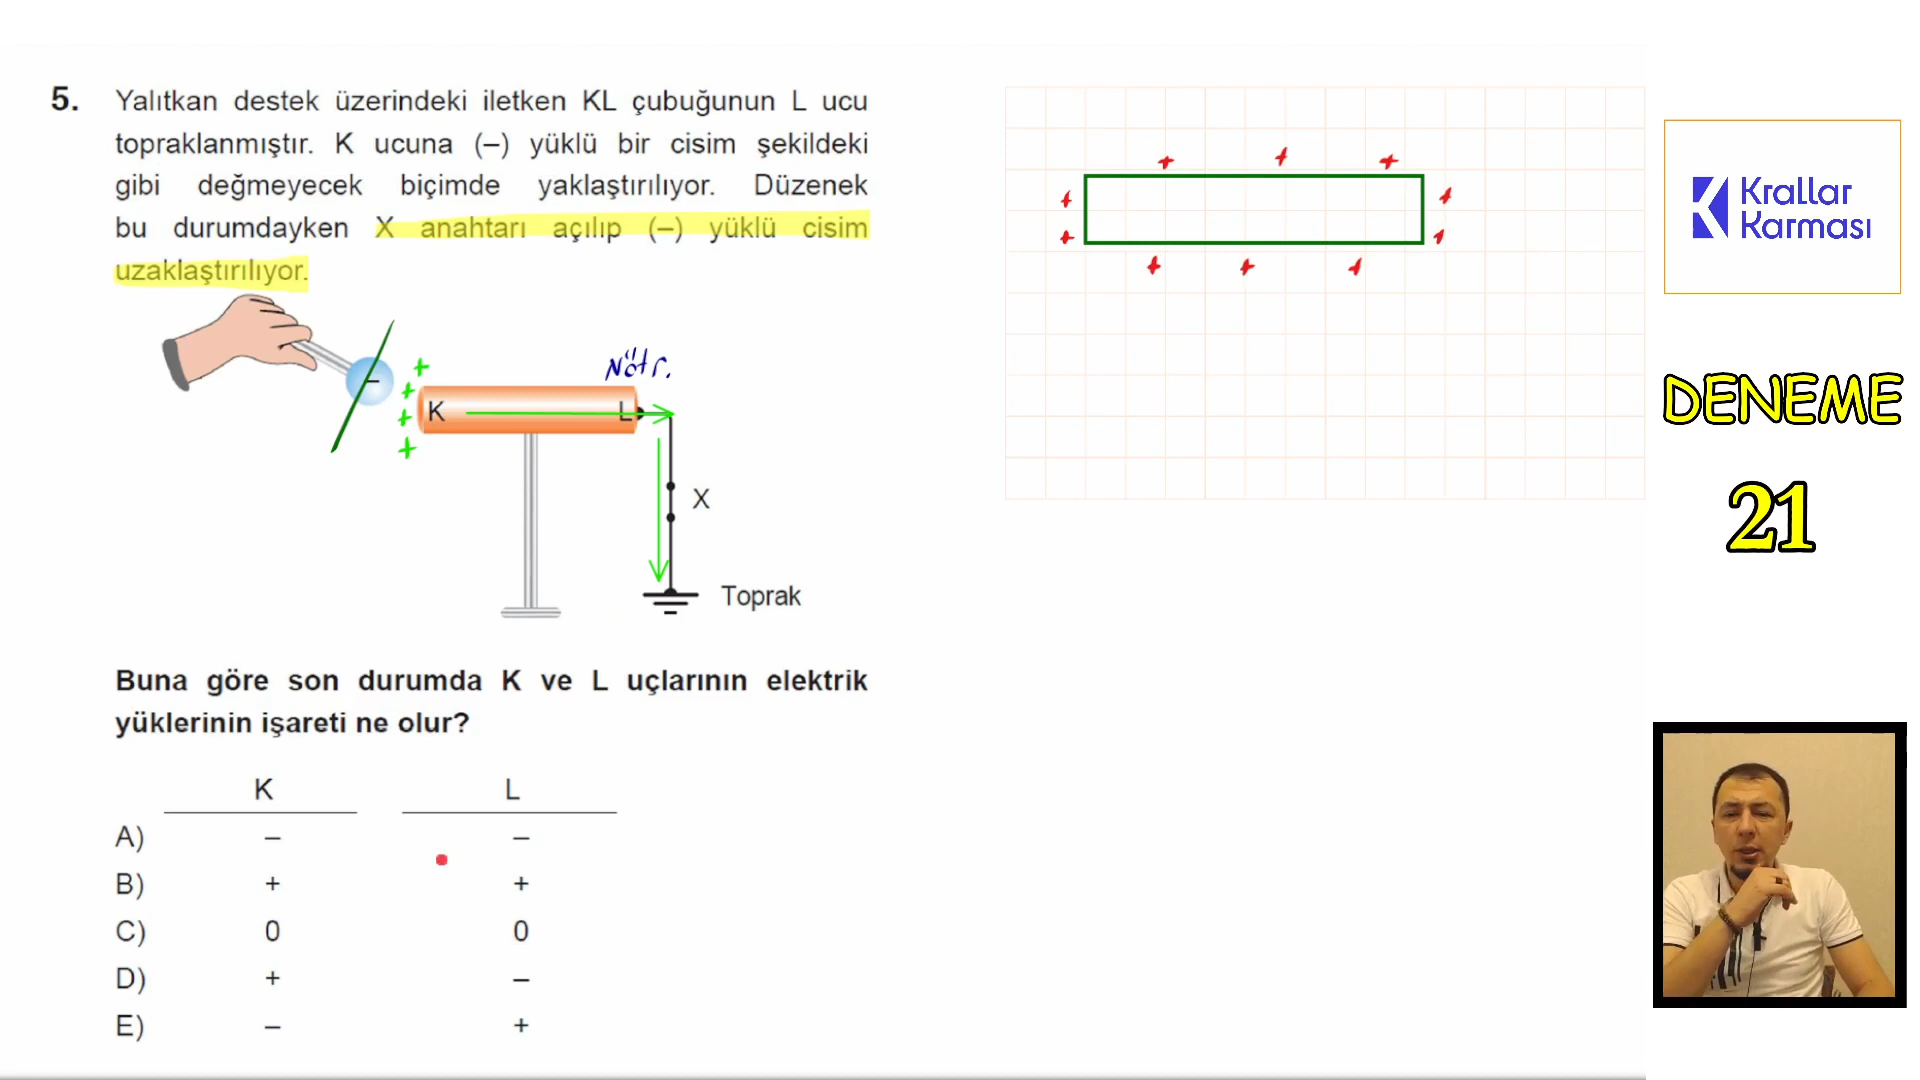 5. Yalıtkan destek üzerindeki iletken KL çubuğunun L ucu
topraklanmıştır. K ucuna (–) yüklü bir cisim şekildeki
gibi değmeyecek biçimde yaklaştırılıyor. Düzenek
bu durumdayken X anahtarı açılıp (–) yüklü cisim
uzaklaştırılıyor.
Nötr.
+
+
+
+
–
K
L
X
Toprak
Buna göre son durumda K ve L uçlarının elektrik
yüklerinin işareti ne olur?
K L
A) – –
B) + +
C) 0 0
D) + –
E) – +
+ + +
+ +
+ +
+ + +
Krallar
Karması
DENEME
21